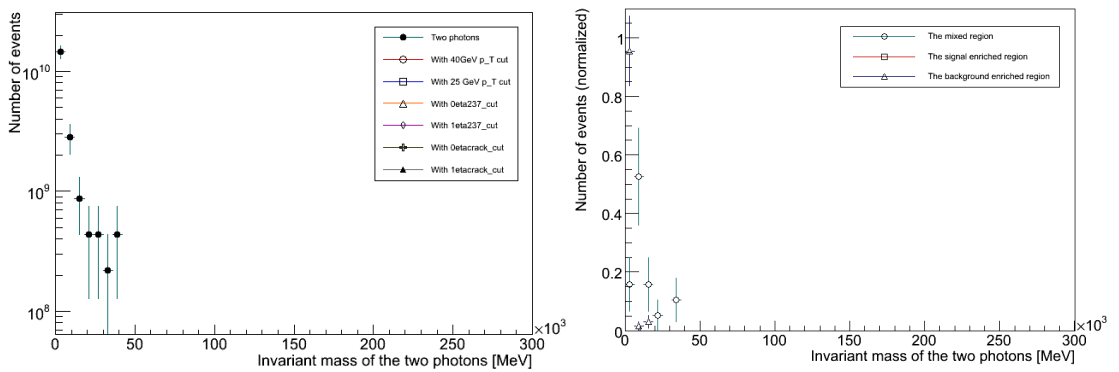 Number of events
10^10
10^9
10^8
Two photons
With 40GeV p_T cut
With 25 GeV p_T cut
With 0eta237_cut
With 1eta237_cut
With 0etacrack_cut
With 1etacrack_cut
0 50 100 150 200 250 300
×10^3
Invariant mass of the two photons [MeV]
Number of events (normalized)
1
0.8
0.6
0.4
0.2
0
The mixed region
The signal enriched region
The background enriched region
0 50 100 150 200 250 300
×10^3
Invariant mass of the two photons [MeV]